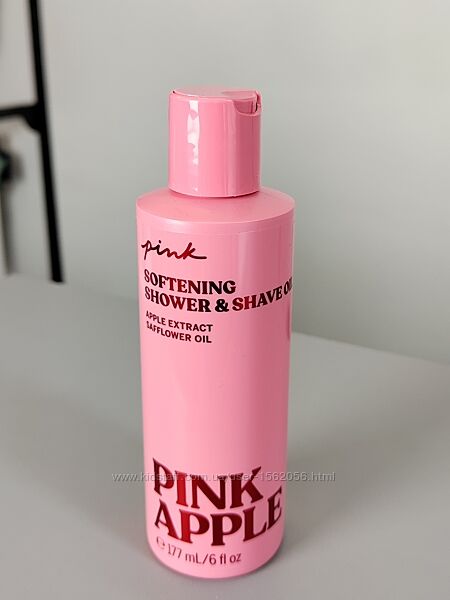 pink
SOFTENING
SHOWER & SHAVE OI
APPLE EXTRACT
SAFFLOWER OIL
PINK
APPLE
℮ 177 mL/6 fl oz